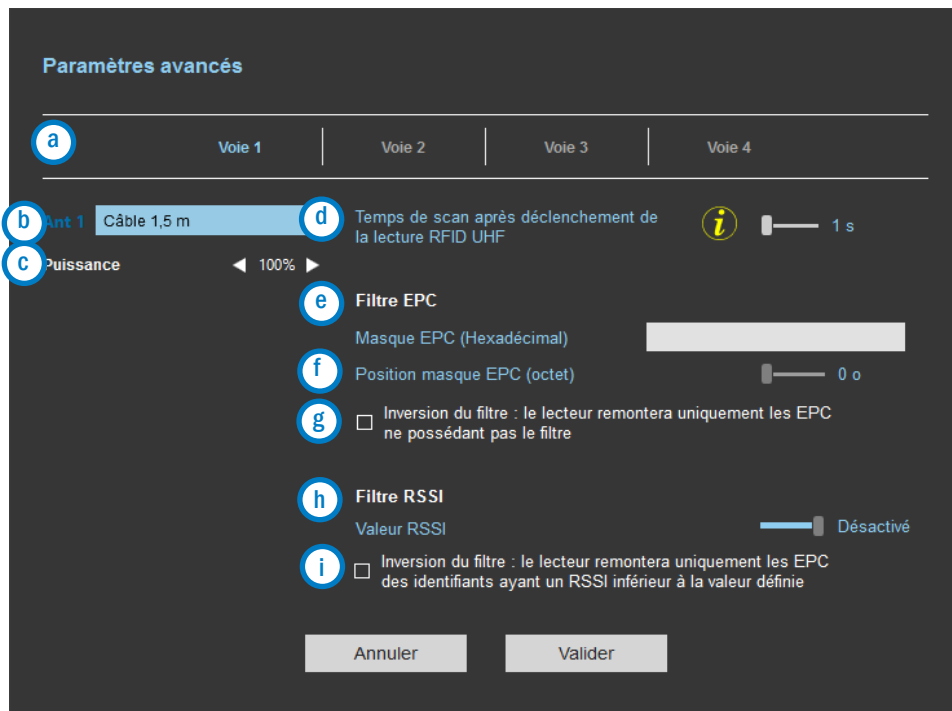 Paramètres avancés
a
Voie 1 Voie 2 Voie 3 Voie 4
b Ant 1 Câble 1,5 m
c Puissance 100%
d Temps de scan après déclenchement de
la lecture RFID UHF i 1 s
e Filtre EPC
Masque EPC (Hexadécimal)
f Position masque EPC (octet) 0 o
g Inversion du filtre : le lecteur remontera uniquement les EPC
ne possédant pas le filtre
h Filtre RSSI
Valeur RSSI Désactivé
i Inversion du filtre : le lecteur remontera uniquement les EPC
des identifiants ayant un RSSI inférieur à la valeur définie
Annuler Valider